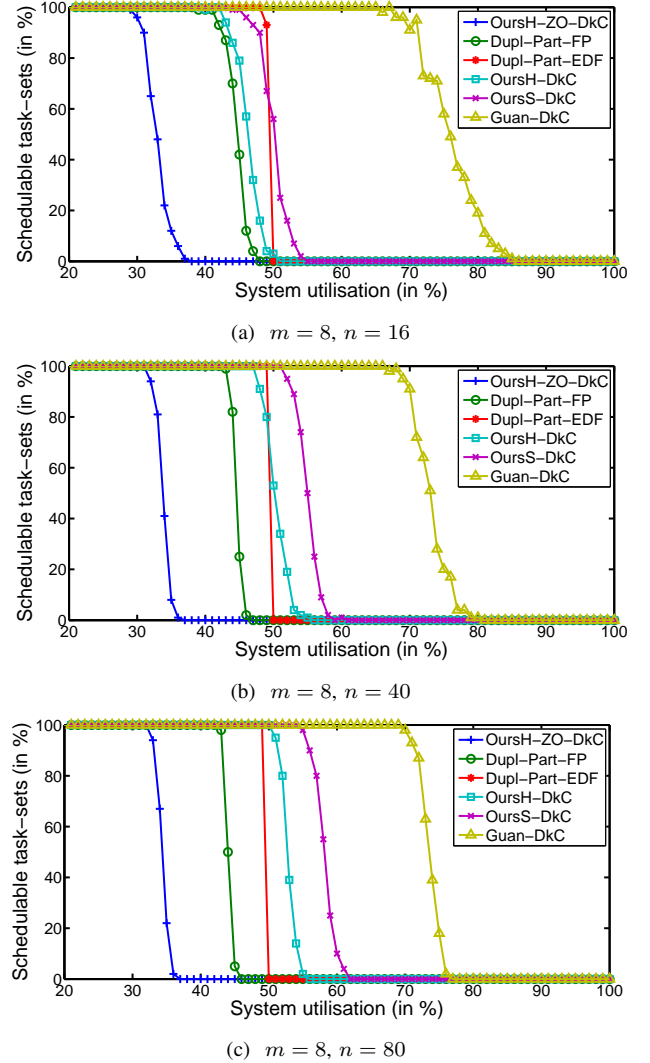 Schedulable task-sets (in %)
100
80
60
40
20
0
OursH-ZO-DkC
Dupl-Part-FP
Dupl-Part-EDF
OursH-DkC
OursS-DkC
Guan-DkC
20 30 40 50 60 70 80 90 100
System utilisation (in %)
(a) m = 8, n = 16
Schedulable task-sets (in %)
100
80
60
40
20
0
OursH-ZO-DkC
Dupl-Part-FP
Dupl-Part-EDF
OursH-DkC
OursS-DkC
Guan-DkC
20 30 40 50 60 70 80 90 100
System utilisation (in %)
(b) m = 8, n = 40
Schedulable task-sets (in %)
100
80
60
40
20
0
OursH-ZO-DkC
Dupl-Part-FP
Dupl-Part-EDF
OursH-DkC
OursS-DkC
Guan-DkC
20 30 40 50 60 70 80 90 100
System utilisation (in %)
(c) m = 8, n = 80